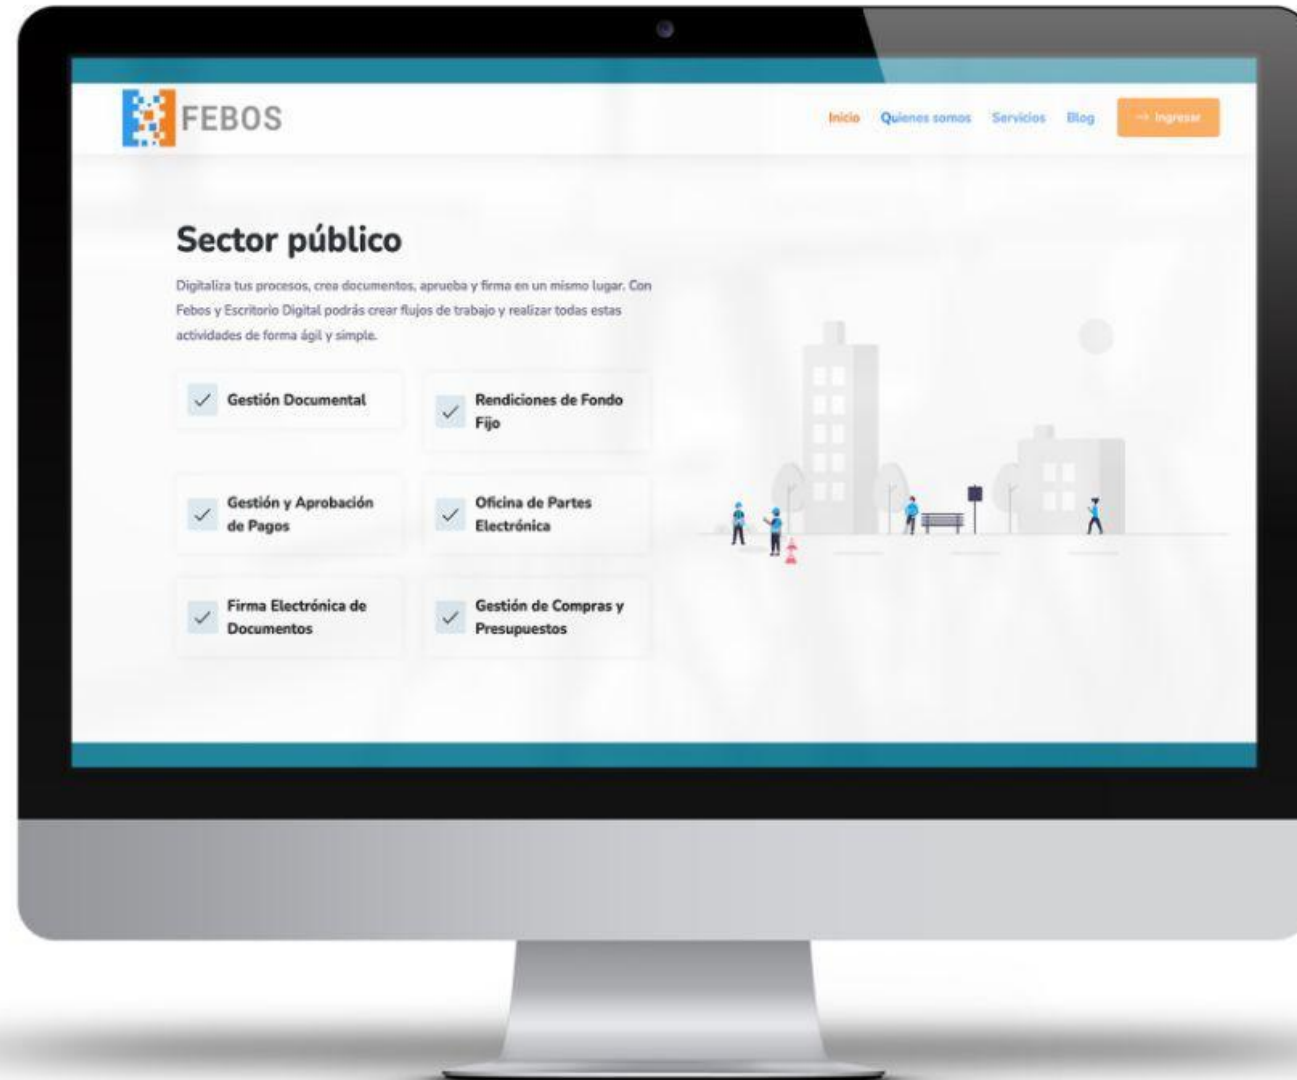 FEBOS
Inicio Quienes somos Servicios Blog → Ingresar
Sector público
Digitaliza tus procesos, crea documentos, aprueba y firma en un mismo lugar. Con
Febos y Escritorio Digital podrás crear flujos de trabajo y realizar todas estas
actividades de forma ágil y simple.
Gestión Documental
Rendiciones de Fondo
Fijo
Gestión y Aprobación
de Pagos
Oficina de Partes
Electrónica
Firma Electrónica de
Documentos
Gestión de Compras y
Presupuestos